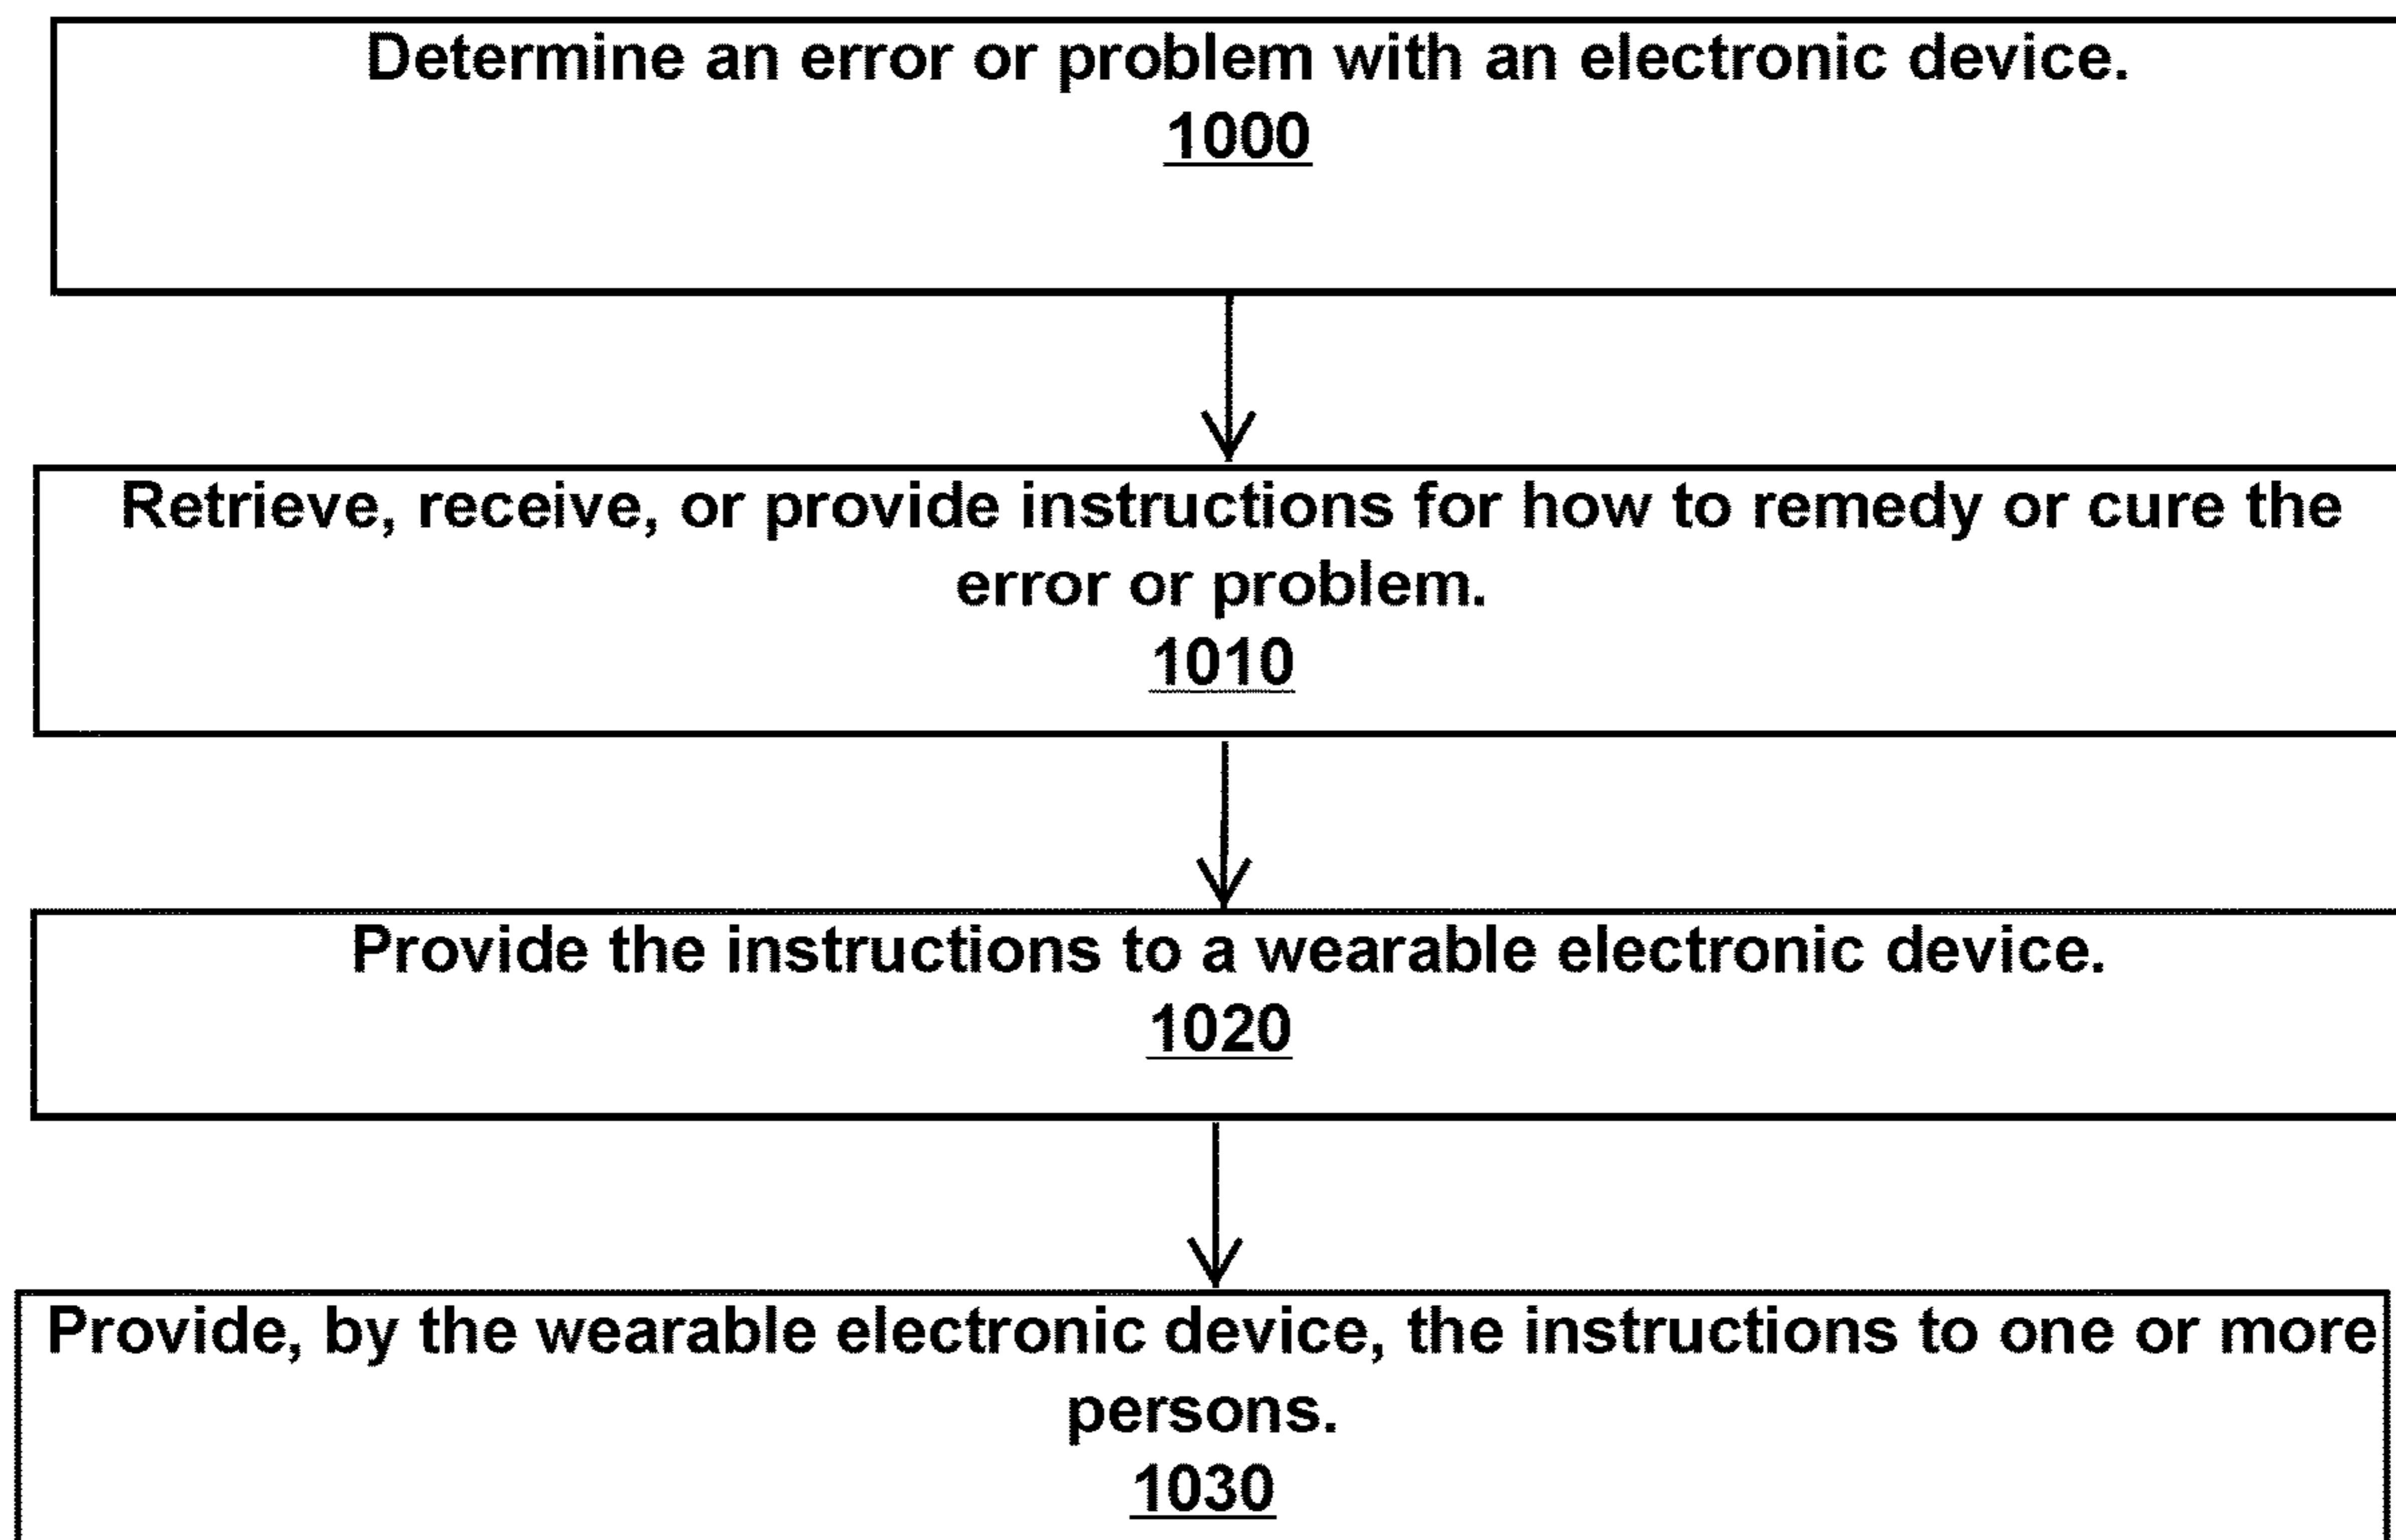 Determine an error or problem with an electronic device.
1000
Retrieve, receive, or provide instructions for how to remedy or cure the
error or problem.
1010
Provide the instructions to a wearable electronic device.
1020
Provide, by the wearable electronic device, the instructions to one or more
persons.
1030